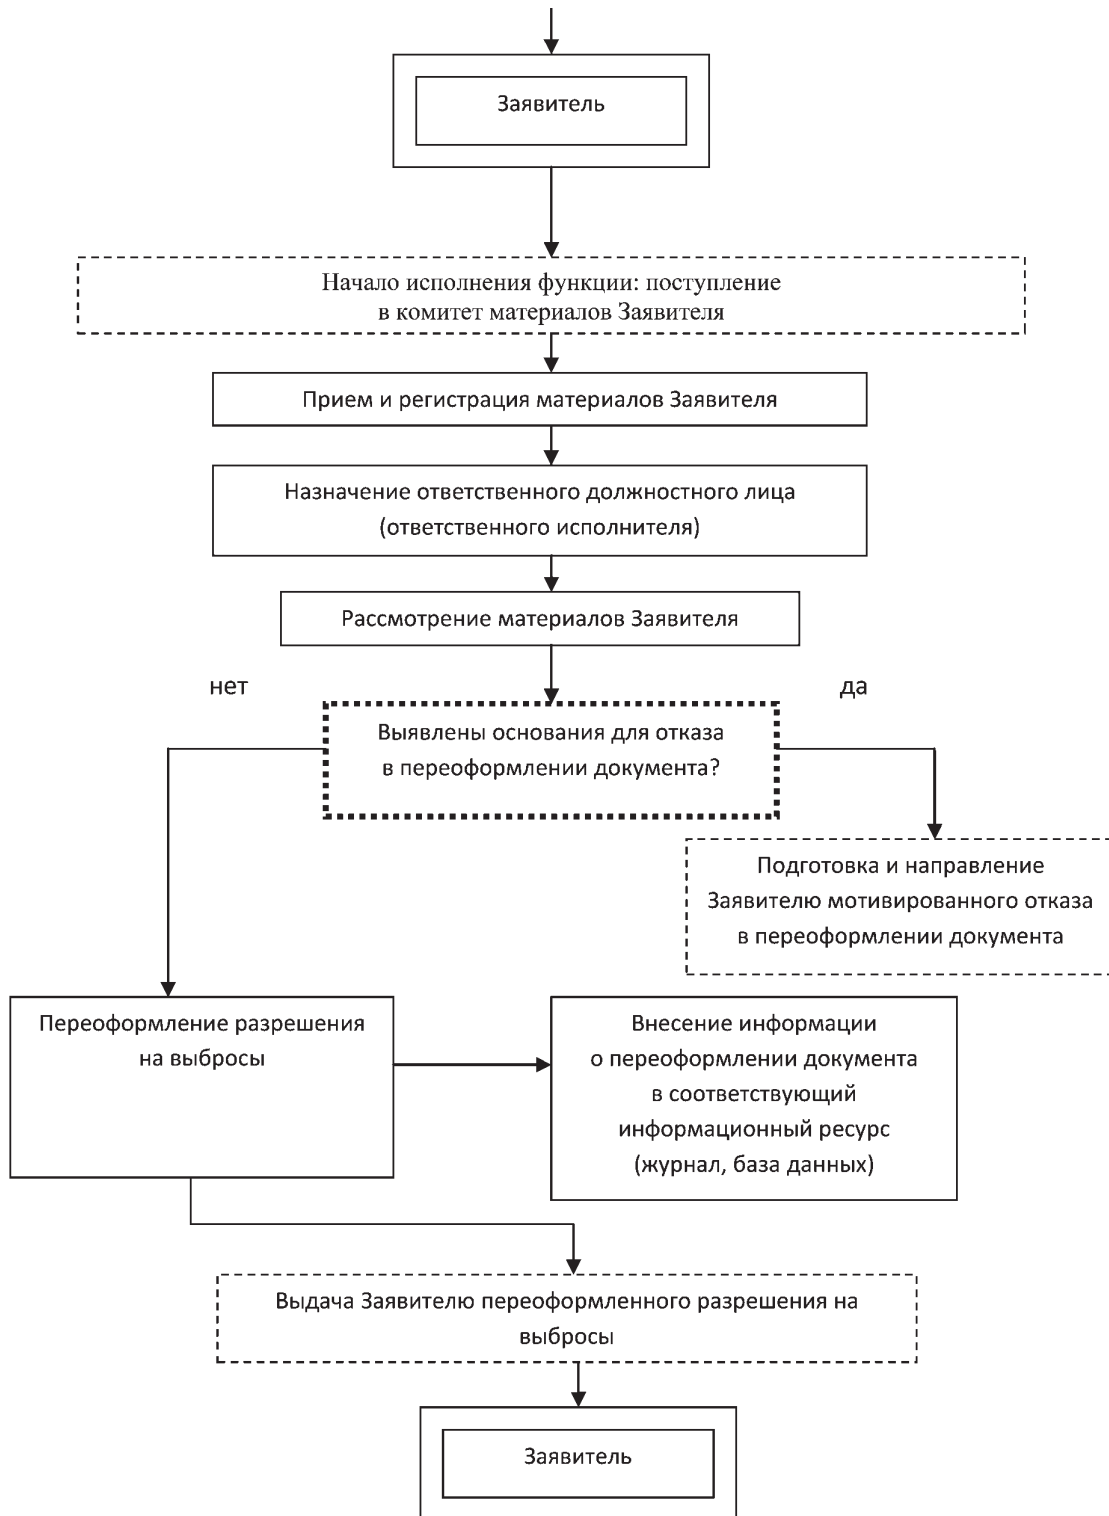 Заявитель
Начало исполнения функции: поступление
в комитет материалов Заявителя
Прием и регистрация материалов Заявителя
Назначение ответственного должностного лица
(ответственного исполнителя)
Рассмотрение материалов Заявителя
нет
да
Выявлены основания для отказа
в переоформлении документа?
Подготовка и направление
Заявителю мотивированного отказа
в переоформлении документа
Переоформление разрешения
на выбросы
Внесение информации
о переоформлении документа
в соответствующий
информационный ресурс
(журнал, база данных)
Выдача Заявителю переоформленного разрешения на
выбросы
Заявитель